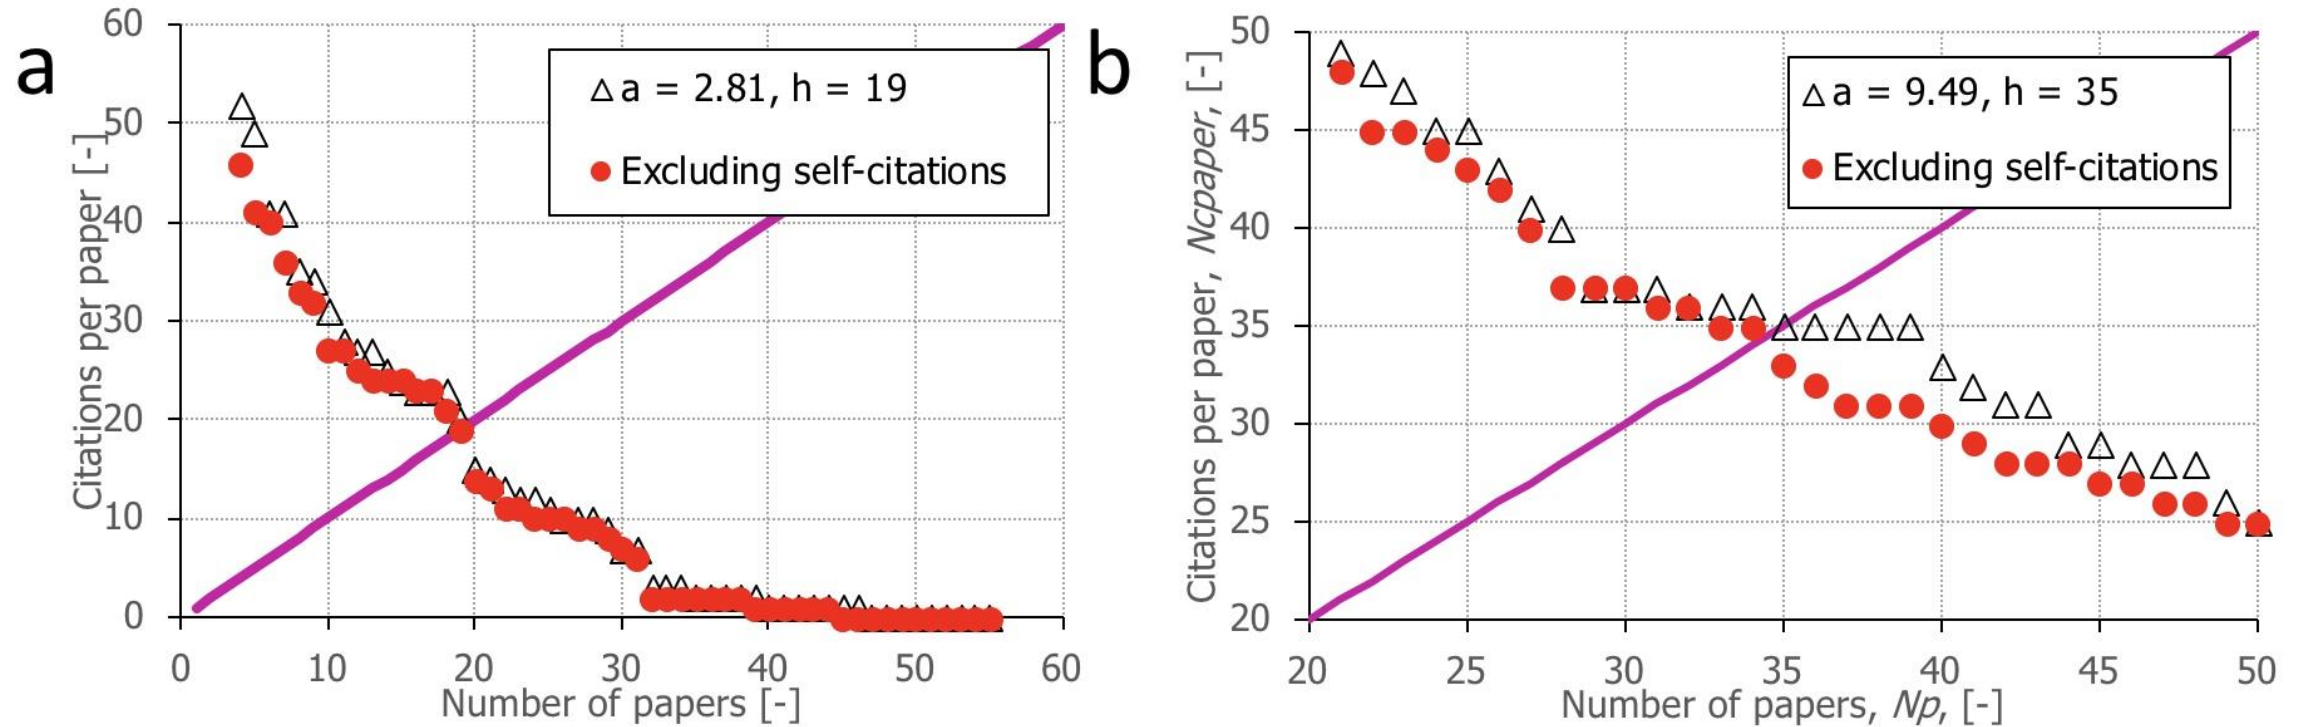 a
Citations per paper [-]
60
50
40
30
20
10
0
△ a = 2.81, h = 19
Excluding self-citations
0 10 20 30 40 50 60
Number of papers [-]
b
Citations per paper, Ncpaper, [-]
50
45
40
35
30
25
20
△ a = 9.49, h = 35
Excluding self-citations
20 25 30 35 40 45 50
Number of papers, Np, [-]